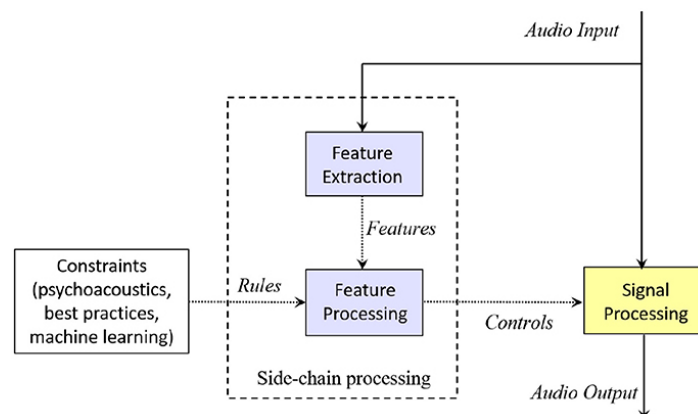 Audio Input
Feature
Extraction
Features
Constraints
(psychoacoustics,
best practices,
machine learning)
Rules
Feature
Processing
Controls
Signal
Processing
Side-chain processing
Audio Output